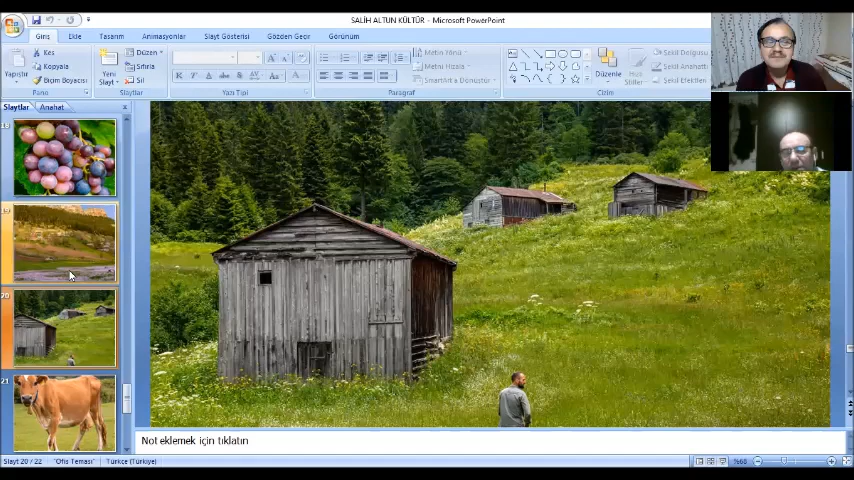 SALİH ALTUN KÜLTÜR - Microsoft PowerPoint
Giriş Ekle Tasarım Animasyonlar Slayt Gösterisi Gözden Geçir Görünüm
Kes
Kopyala
Biçim Boyacısı
Yapıştır
Pano
Yeni
Slayt
Düzen
Sıfırla
Sil
Slaytlar
K T A
Yazı Tipi
Metin Yönü
Metni Hizala
SmartArt'a Dönüştür
Paragraf
Düzenle
Hızlı
Stiller
Şekil Dolgusu
Şekil Anahattı
Şekil Efektleri
Çizim
Slaytlar Anahat
20
21
Not eklemek için tıklatın
Slayt 20 / 22 "Ofis Teması" Türkçe (Türkiye) %68